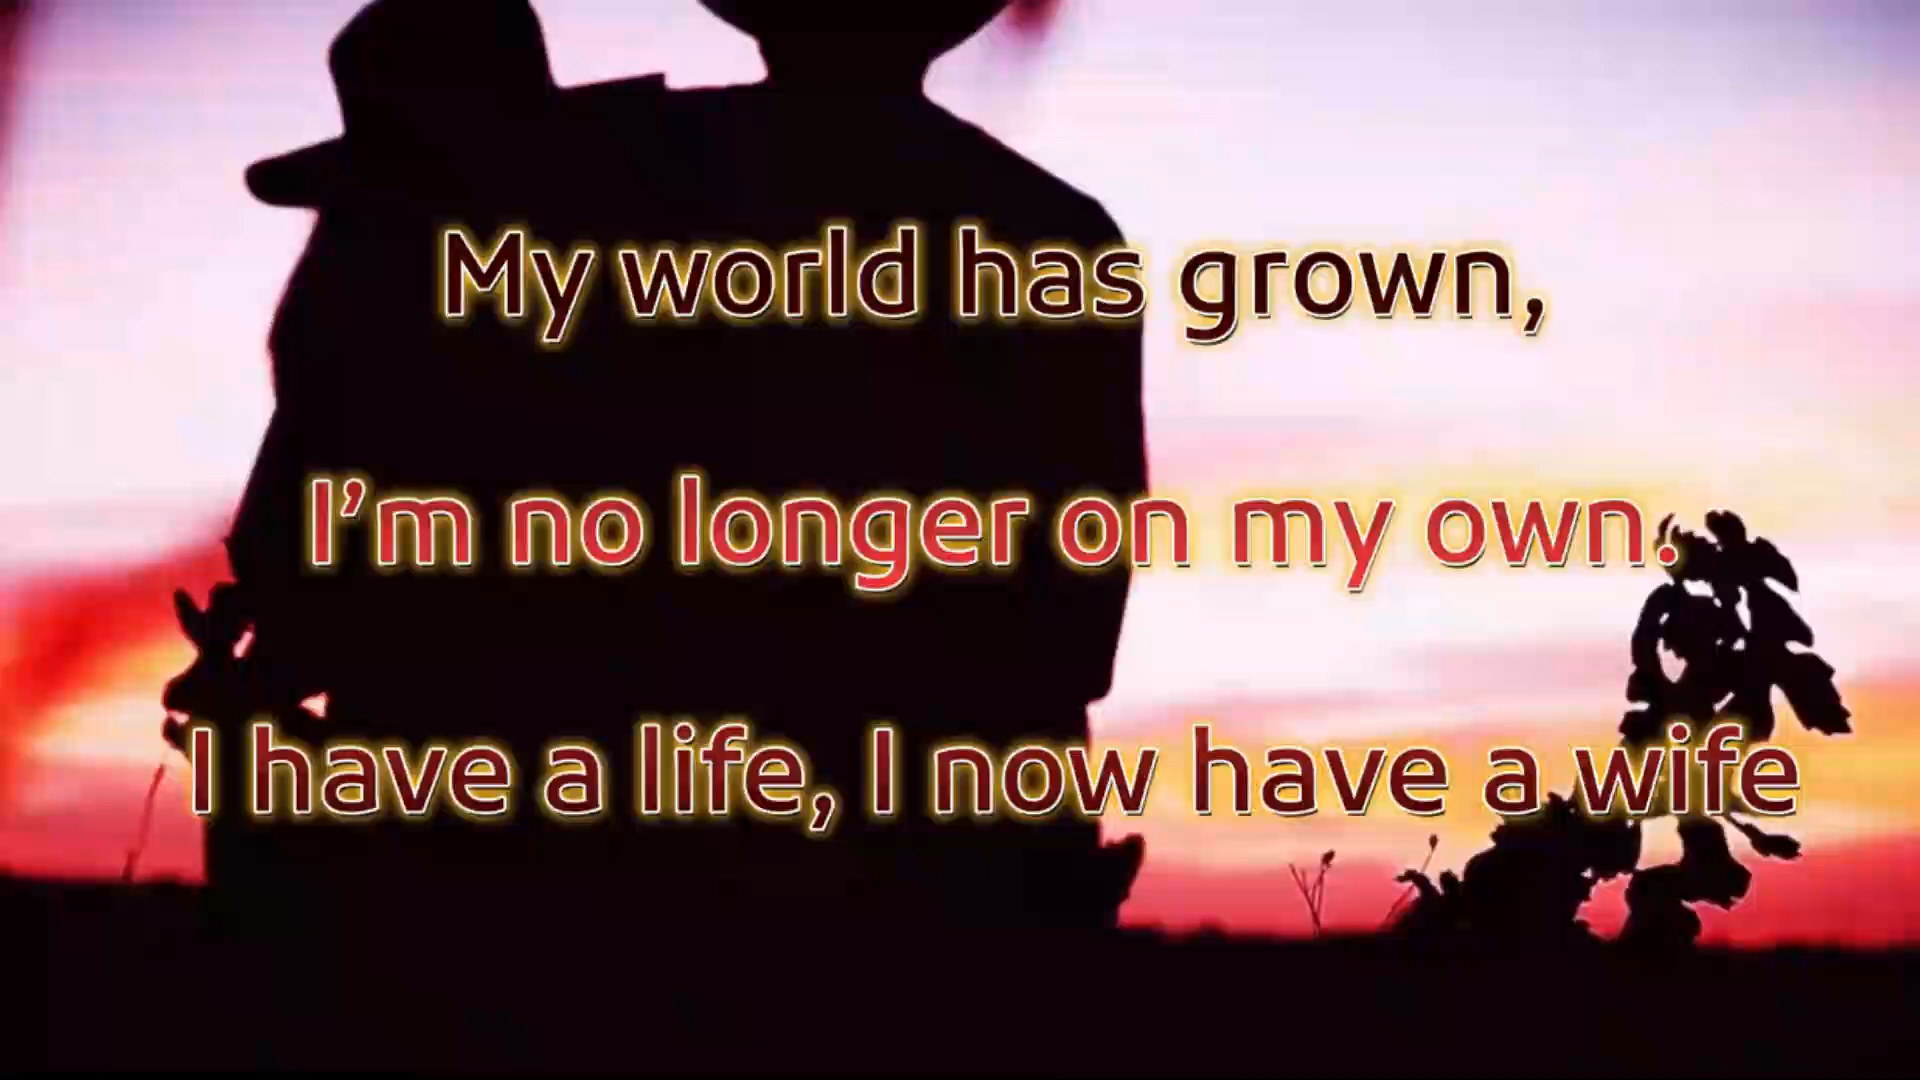 My world has grown,
I'm no longer on my own.
I have a life, I now have a wife